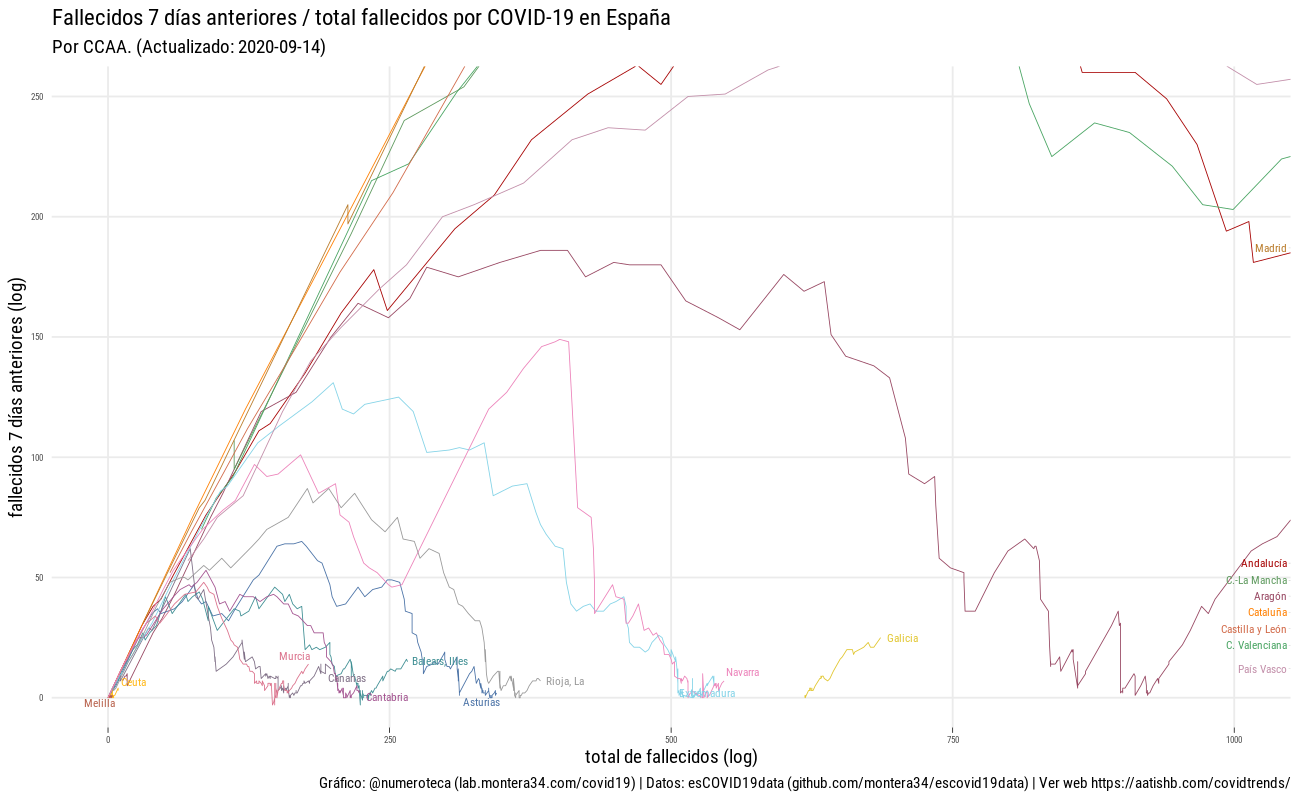 Fallecidos 7 días anteriores / total fallecidos por COVID-19 en España
Por CCAA. (Actualizado: 2020-09-14)
fallecidos 7 días anteriores (log)
250
200
150
100
50
0
Madrid
Andalucía
C.-La Mancha
Aragón
Cataluña
Castilla y León
C. Valenciana
País Vasco
Galicia
Navarra
Extremadura
Rioja, La
Asturias
Balears, Illes
Cantabria
Canarias
Murcia
Ceuta
Melilla
0
250
500
750
1000
total de fallecidos (log)
Gráfico: @numeroteca (lab.montera34.com/covid19) | Datos: esCOVID19data (github.com/montera34/escovid19data) | Ver web https://aatishb.com/covidtrends/